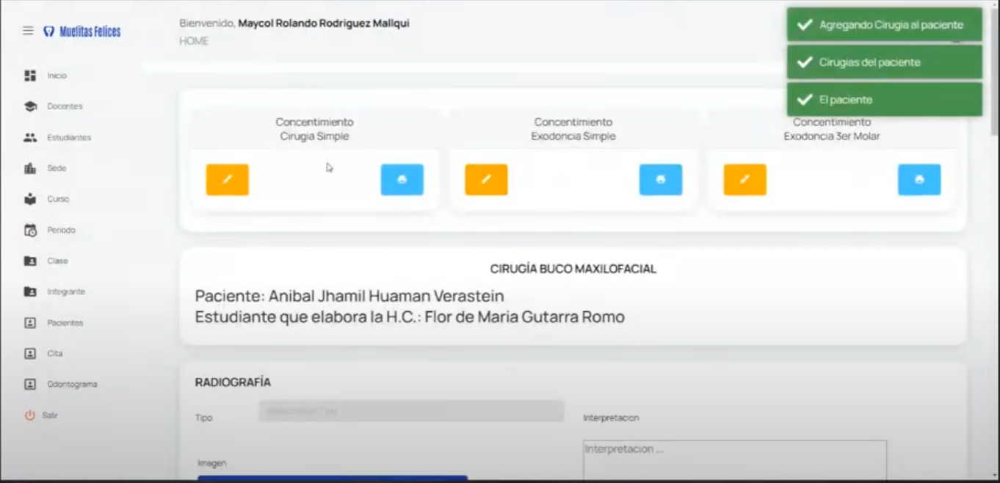 Muelitas Felices
Bienvenido, Maycol Rolando Rodriguez Mallqui
HOME
Agregando Cirugia al paciente
Cirugias del paciente
El paciente
Inicio
Docentes
Estudiantes
Sede
Curso
Periodo
Clase
Integrante
Pacientes
Cita
Odontograma
Salir
Concentimiento
Cirugia Simple
Concentimiento
Exodoncia Simple
Concentimiento
Exodoncia 3er Molar
CIRUGÍA BUCO MAXILOFACIAL
Paciente: Anibal Jhamil Huaman Verastein
Estudiante que elabora la H.C.: Flor de Maria Gutarra Romo
RADIOGRAFÍA
Tipo
Interpretacion
Interpretacion ...
Imagen